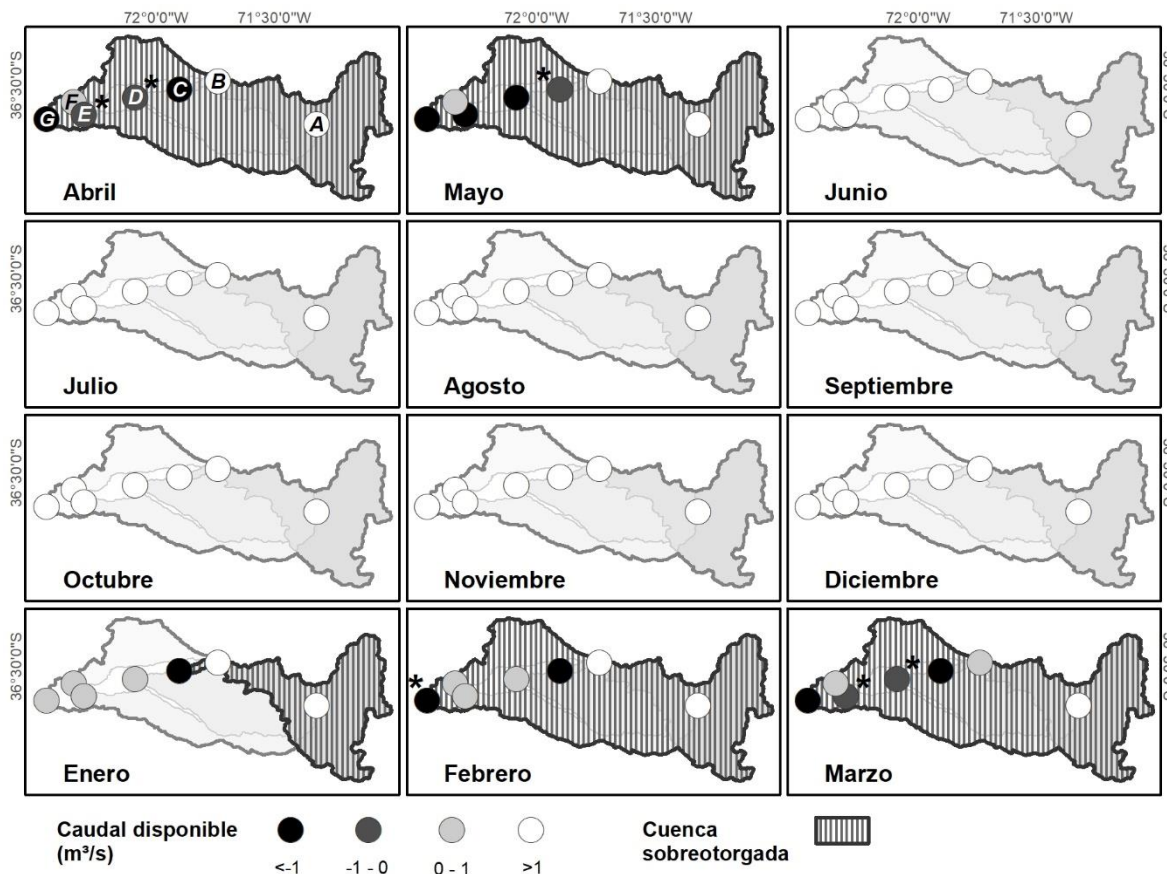 72°0'0"W 71°30'0"W 72°0'0"W 71°30'0"W 72°0'0"W 71°30'0"W
36°30'0"S
B
* C
D
F *
E
G A
Abril
*
Mayo
Junio
36°30'0"S
Julio
Agosto
Septiembre
36°30'0"S
Octubre
Noviembre
Diciembre
36°30'0"S
Enero
*
Febrero
*
*
Marzo
Caudal disponible
(m³/s)
<-1 -1 - 0 0 - 1 >1
Cuenca
sobreotorgada